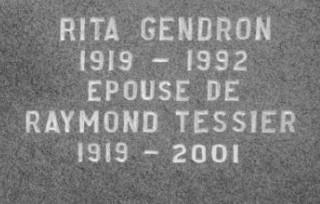 RITA GENDRON
1919 - 1992
EPOUSE DE
RAYMOND TESSIER
1919 - 2001